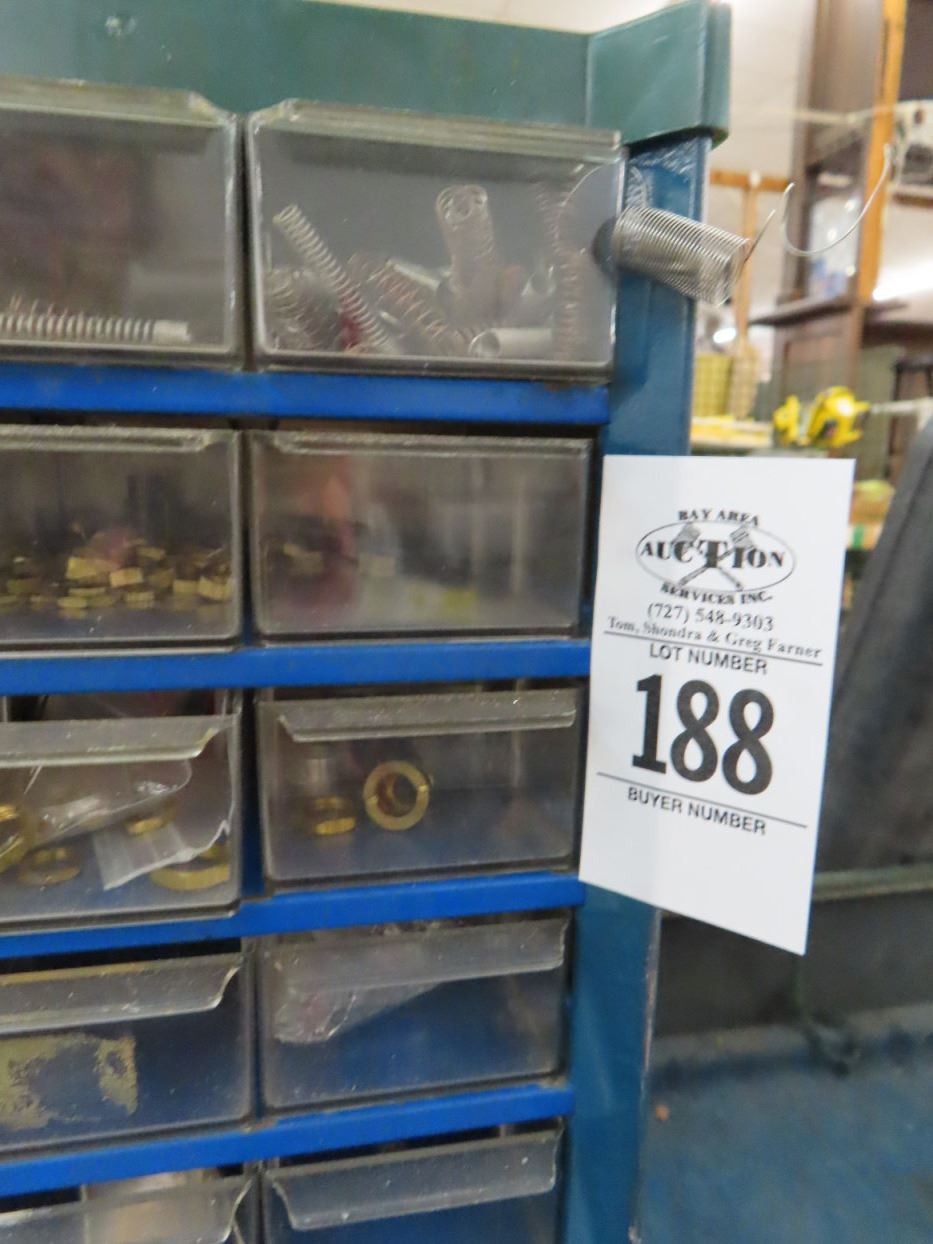 BAY AREA
AUCTION
SERVICES INC.
(727) 548-9303
Tom, Shondra & Greg Farner
LOT NUMBER
188
BUYER NUMBER